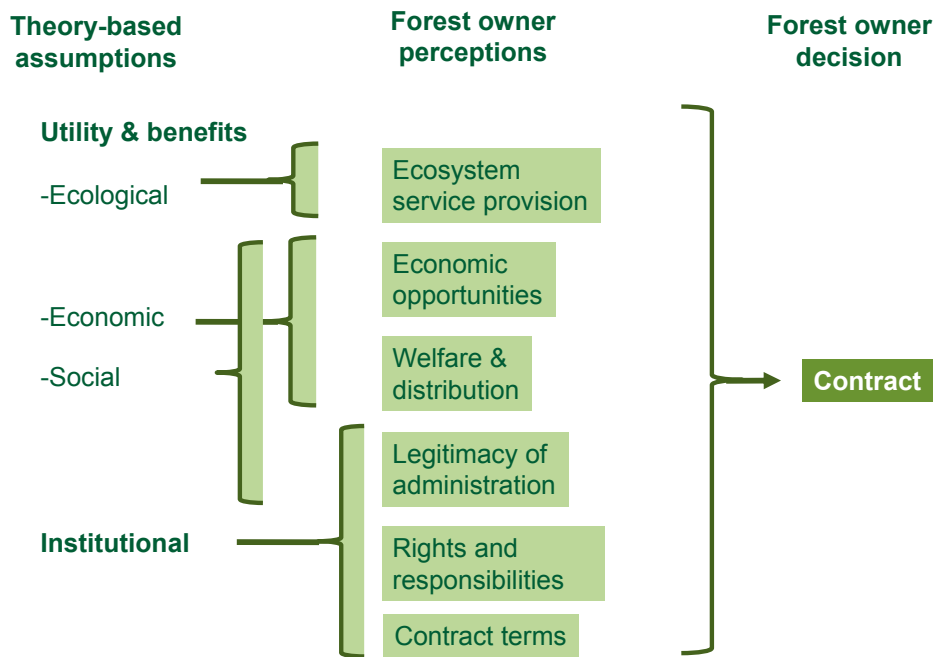 Theory-based
assumptions
Forest owner
perceptions
Forest owner
decision
Utility & benefits
-Ecological
Ecosystem
service provision
Economic
opportunities
-Economic
-Social
Welfare &
distribution
Contract
Legitimacy of
administration
Institutional
Rights and
responsibilities
Contract terms